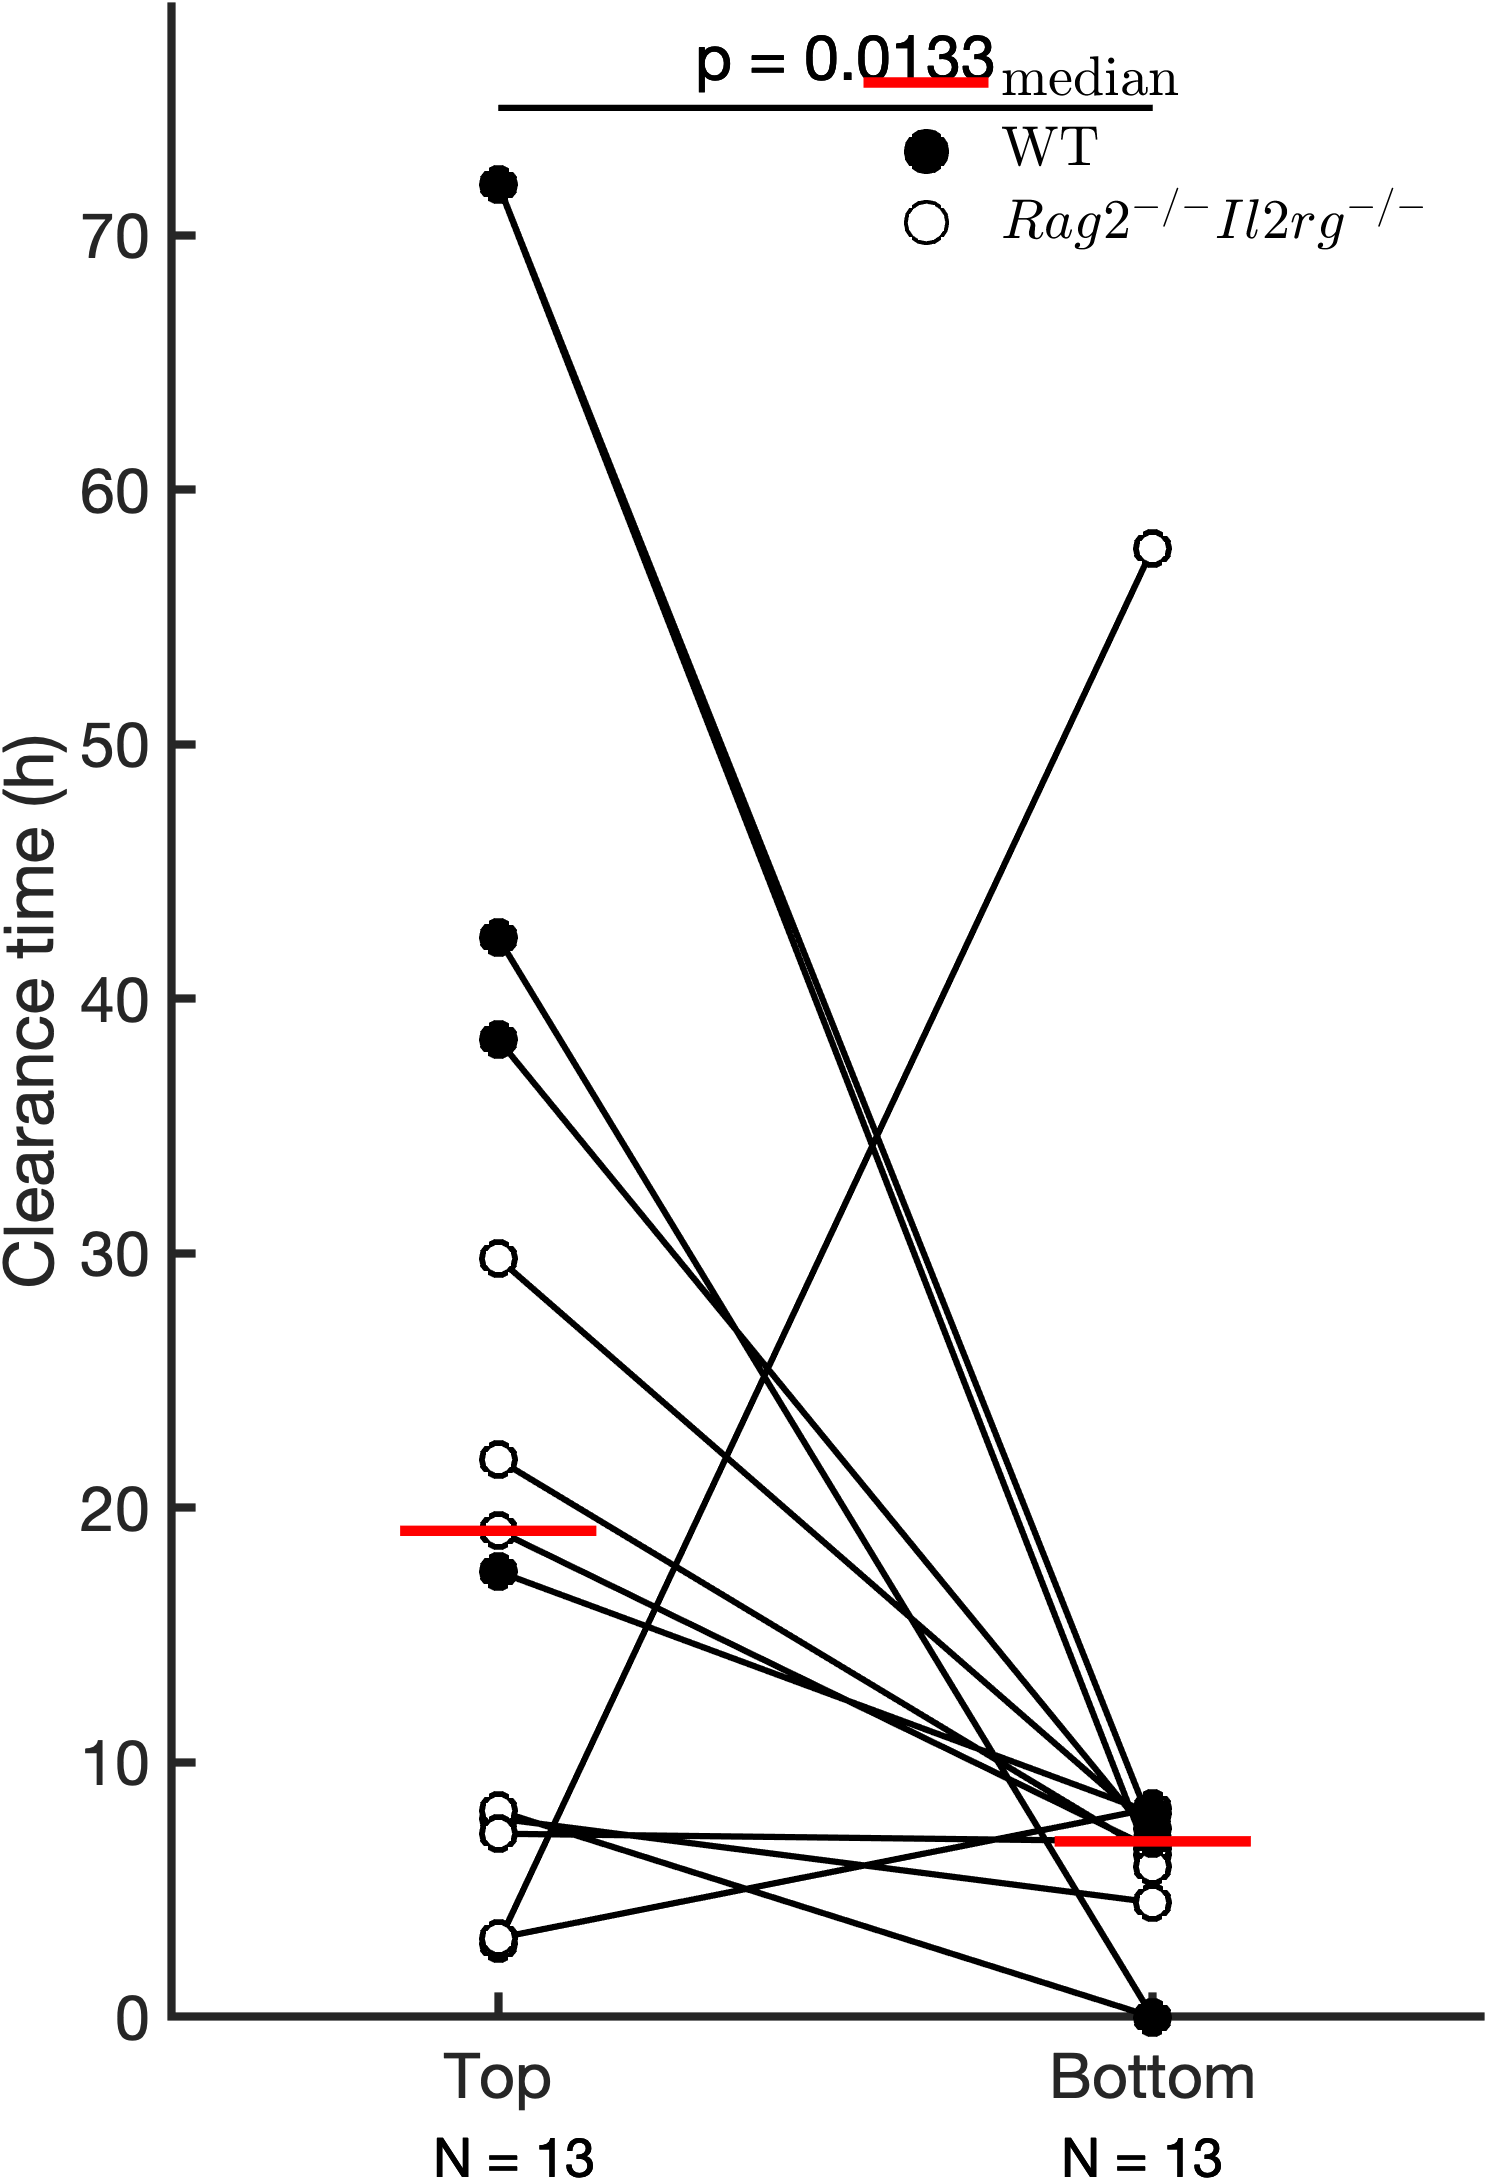 p = 0.0133
median
WT
Rag2⁻/⁻Il2rg⁻/⁻
70
60
50
40
30
20
10
0
Clearance time (h)
Top
Bottom
N = 13
N = 13